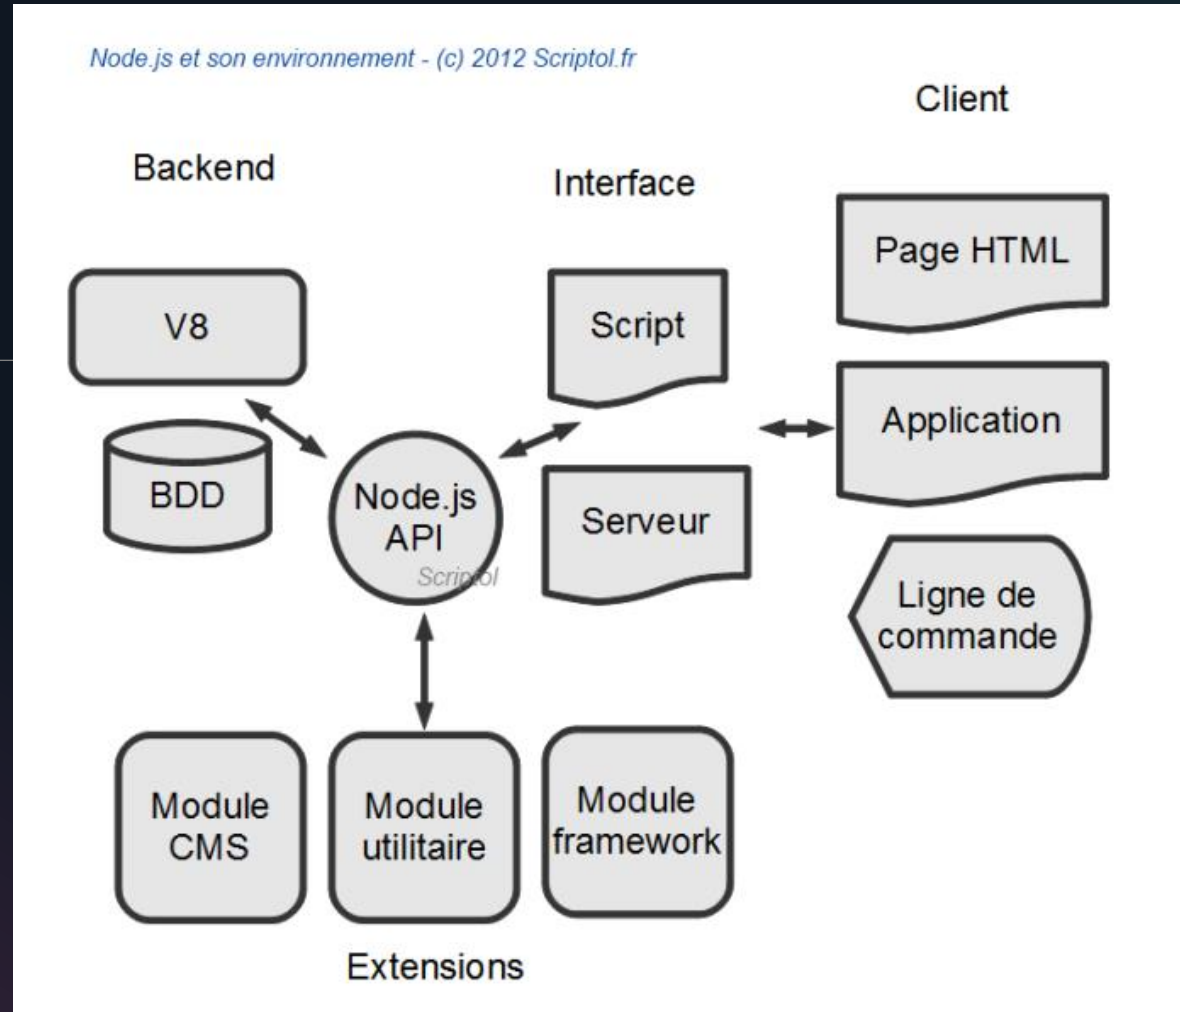 Node.js et son environnement - (c) 2012 Scriptol.fr
Client
Backend
Interface
Page HTML
V8
Script
Application
BDD
Node.js
API
Scriptol
Serveur
Ligne de
commande
Module
CMS
Module
utilitaire
Module
framework
Extensions